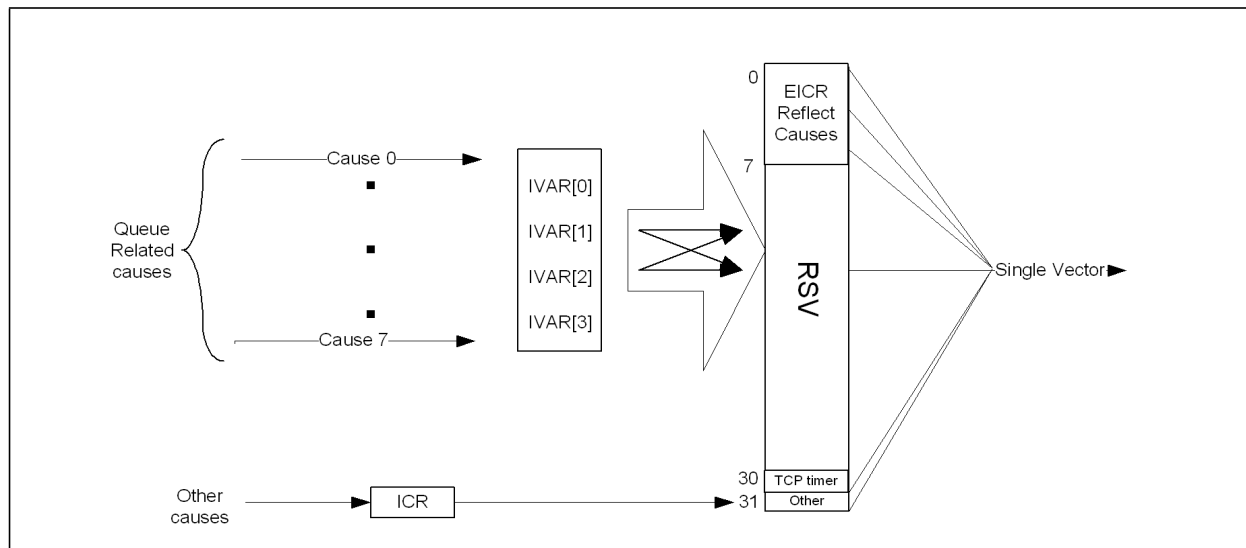 Queue
Related
causes
Cause 0
Cause 7
IVAR[0]
IVAR[1]
IVAR[2]
IVAR[3]
0
EICR
Reflect
Causes
7
RSV
30
TCP timer
31
Other
Single Vector
Other
causes
ICR